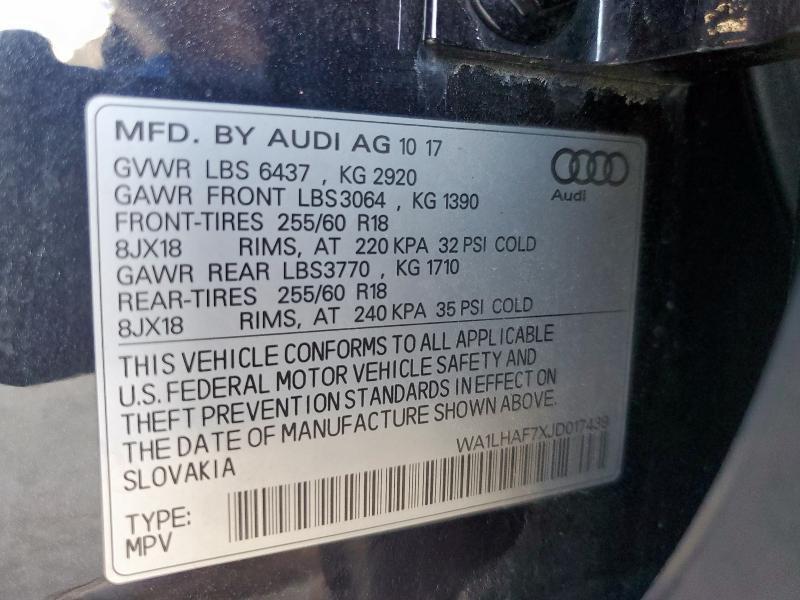 MFD. BY AUDI AG 10 17
GVWR LBS 6437 , KG 2920
GAWR FRONT LBS3064 , KG 1390
FRONT-TIRES 255/60 R18
8JX18 RIMS, AT 220 KPA 32 PSI COLD
GAWR REAR LBS3770 , KG 1710
REAR-TIRES 255/60 R18
8JX18 RIMS, AT 240 KPA 35 PSI COLD
Audi
THIS VEHICLE CONFORMS TO ALL APPLICABLE
U.S. FEDERAL MOTOR VEHICLE SAFETY AND
THEFT PREVENTION STANDARDS IN EFFECT ON
THE DATE OF MANUFACTURE SHOWN ABOVE.
SLOVAKIA
WA1LHAF7XJD017439
TYPE:
MPV